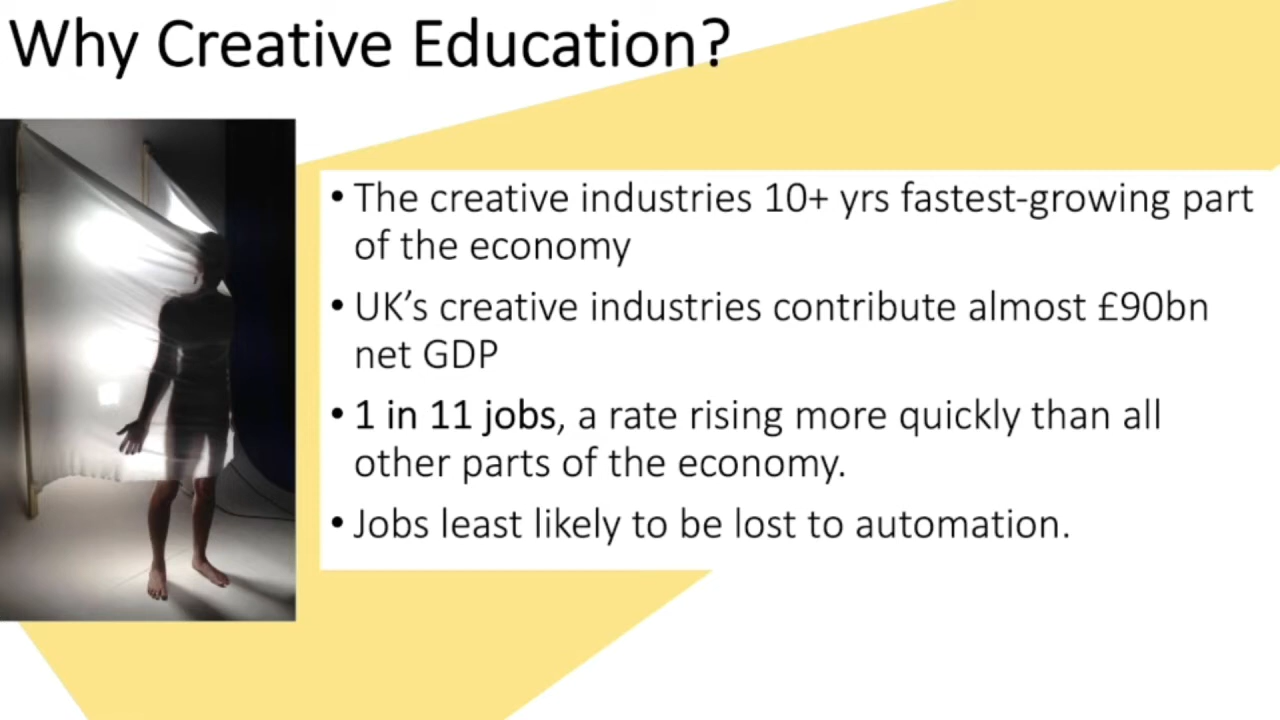 Why Creative Education?
• The creative industries 10+ yrs fastest-growing part
of the economy
• UK’s creative industries contribute almost £90bn
net GDP
• 1 in 11 jobs, a rate rising more quickly than all
other parts of the economy.
• Jobs least likely to be lost to automation.